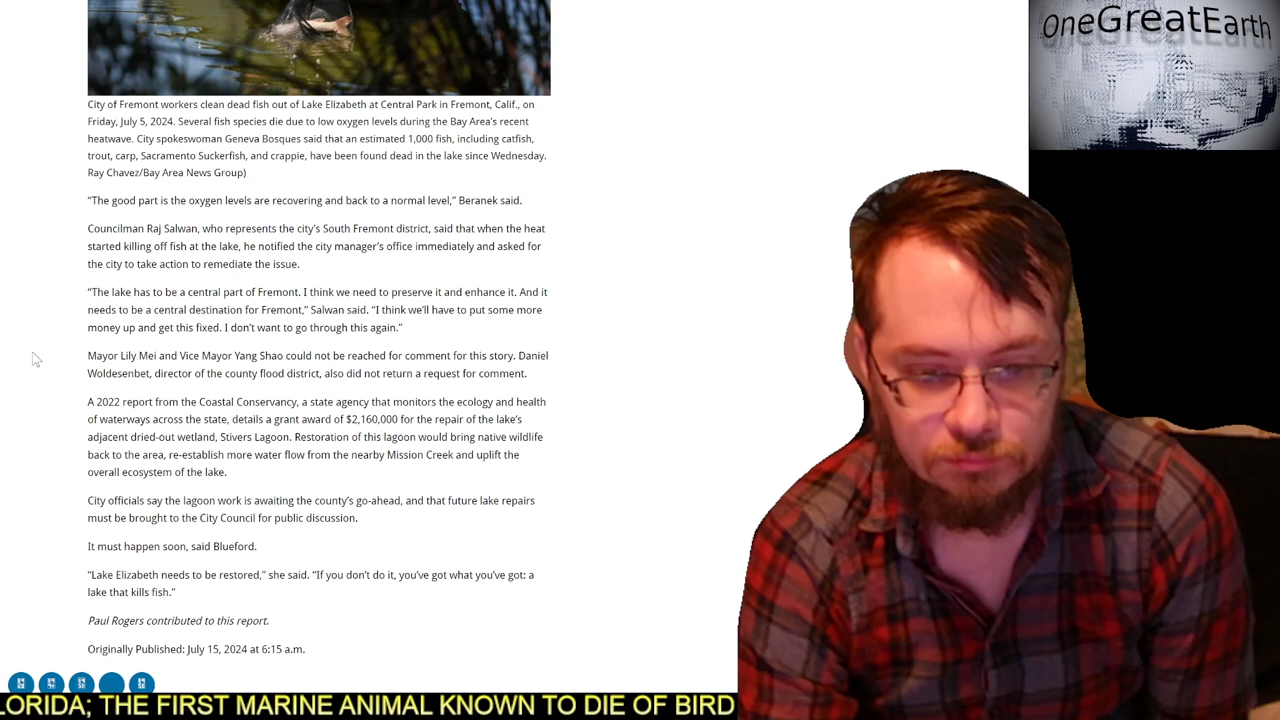 OneGreatEarth
City of Fremont workers clean dead fish out of Lake Elizabeth at Central Park in Fremont, Calif., on
Friday, July 5, 2024. Several fish species die due to low oxygen levels during the Bay Area’s recent
heatwave. City spokeswoman Geneva Bosques said that an estimated 1,000 fish, including catfish,
trout, carp, Sacramento Suckerfish, and crappie, have been found dead in the lake since Wednesday.
Ray Chavez/Bay Area News Group)
“The good part is the oxygen levels are recovering and back to a normal level,” Beranek said.
Councilman Raj Salwan, who represents the city’s South Fremont district, said that when the heat
started killing off fish at the lake, he notified the city manager’s office immediately and asked for
the city to take action to remediate the issue.
“The lake has to be a central part of Fremont. I think we need to preserve it and enhance it. And it
needs to be a central destination for Fremont,” Salwan said. “I think we’ll have to put some more
money up and get this fixed. I don’t want to go through this again.”
Mayor Lily Mei and Vice Mayor Yang Shao could not be reached for comment for this story. Daniel
Woldesenbet, director of the county flood district, also did not return a request for comment.
A 2022 report from the Coastal Conservancy, a state agency that monitors the ecology and health
of waterways across the state, details a grant award of $2,160,000 for the repair of the lake’s
adjacent dried-out wetland, Stivers Lagoon. Restoration of this lagoon would bring native wildlife
back to the area, re-establish more water flow from the nearby Mission Creek and uplift the
overall ecosystem of the lake.
City officials say the lagoon work is awaiting the county’s go-ahead, and that future lake repairs
must be brought to the City Council for public discussion.
It must happen soon, said Blueford.
“Lake Elizabeth needs to be restored,” she said. “If you don’t do it, you’ve got what you’ve got: a
lake that kills fish.”
Paul Rogers contributed to this report.
Originally Published: July 15, 2024 at 6:15 a.m.
LORIDA; THE FIRST MARINE ANIMAL KNOWN TO DIE OF BIRD